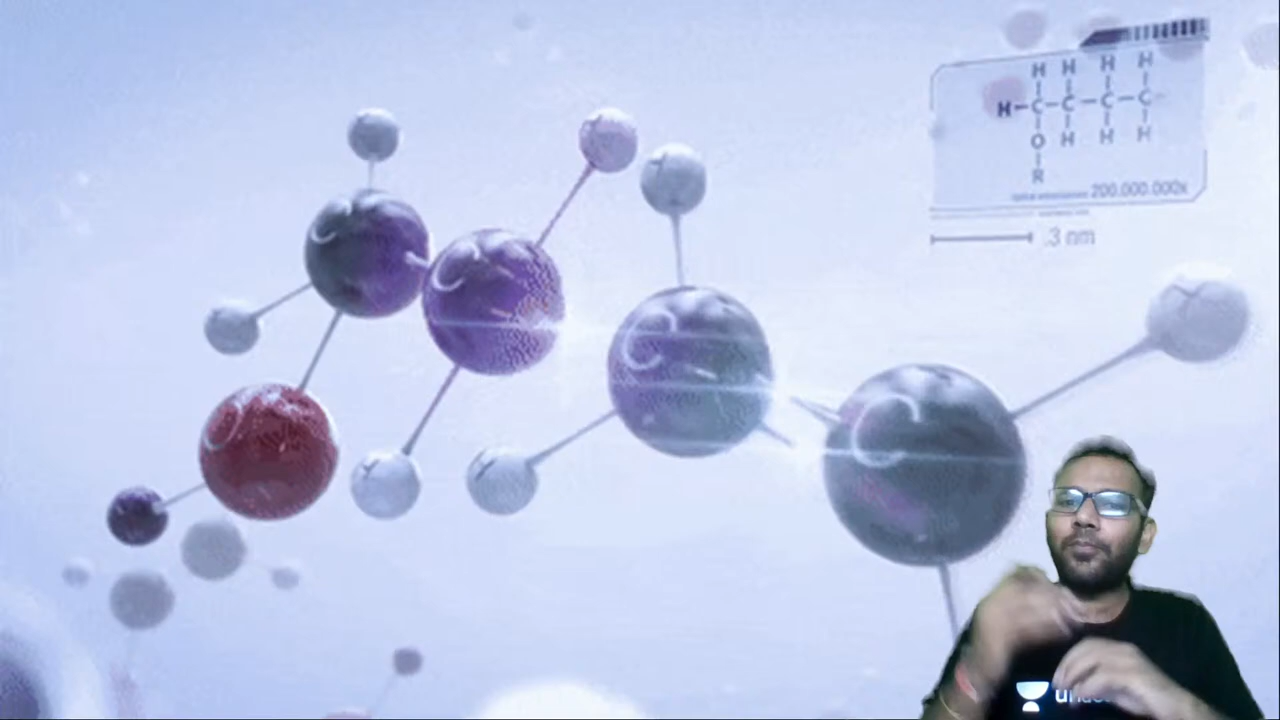 H H H H
H-C-C-C-C-
O H H H
R
200.000.000x
.3 nm
C
C
C
C